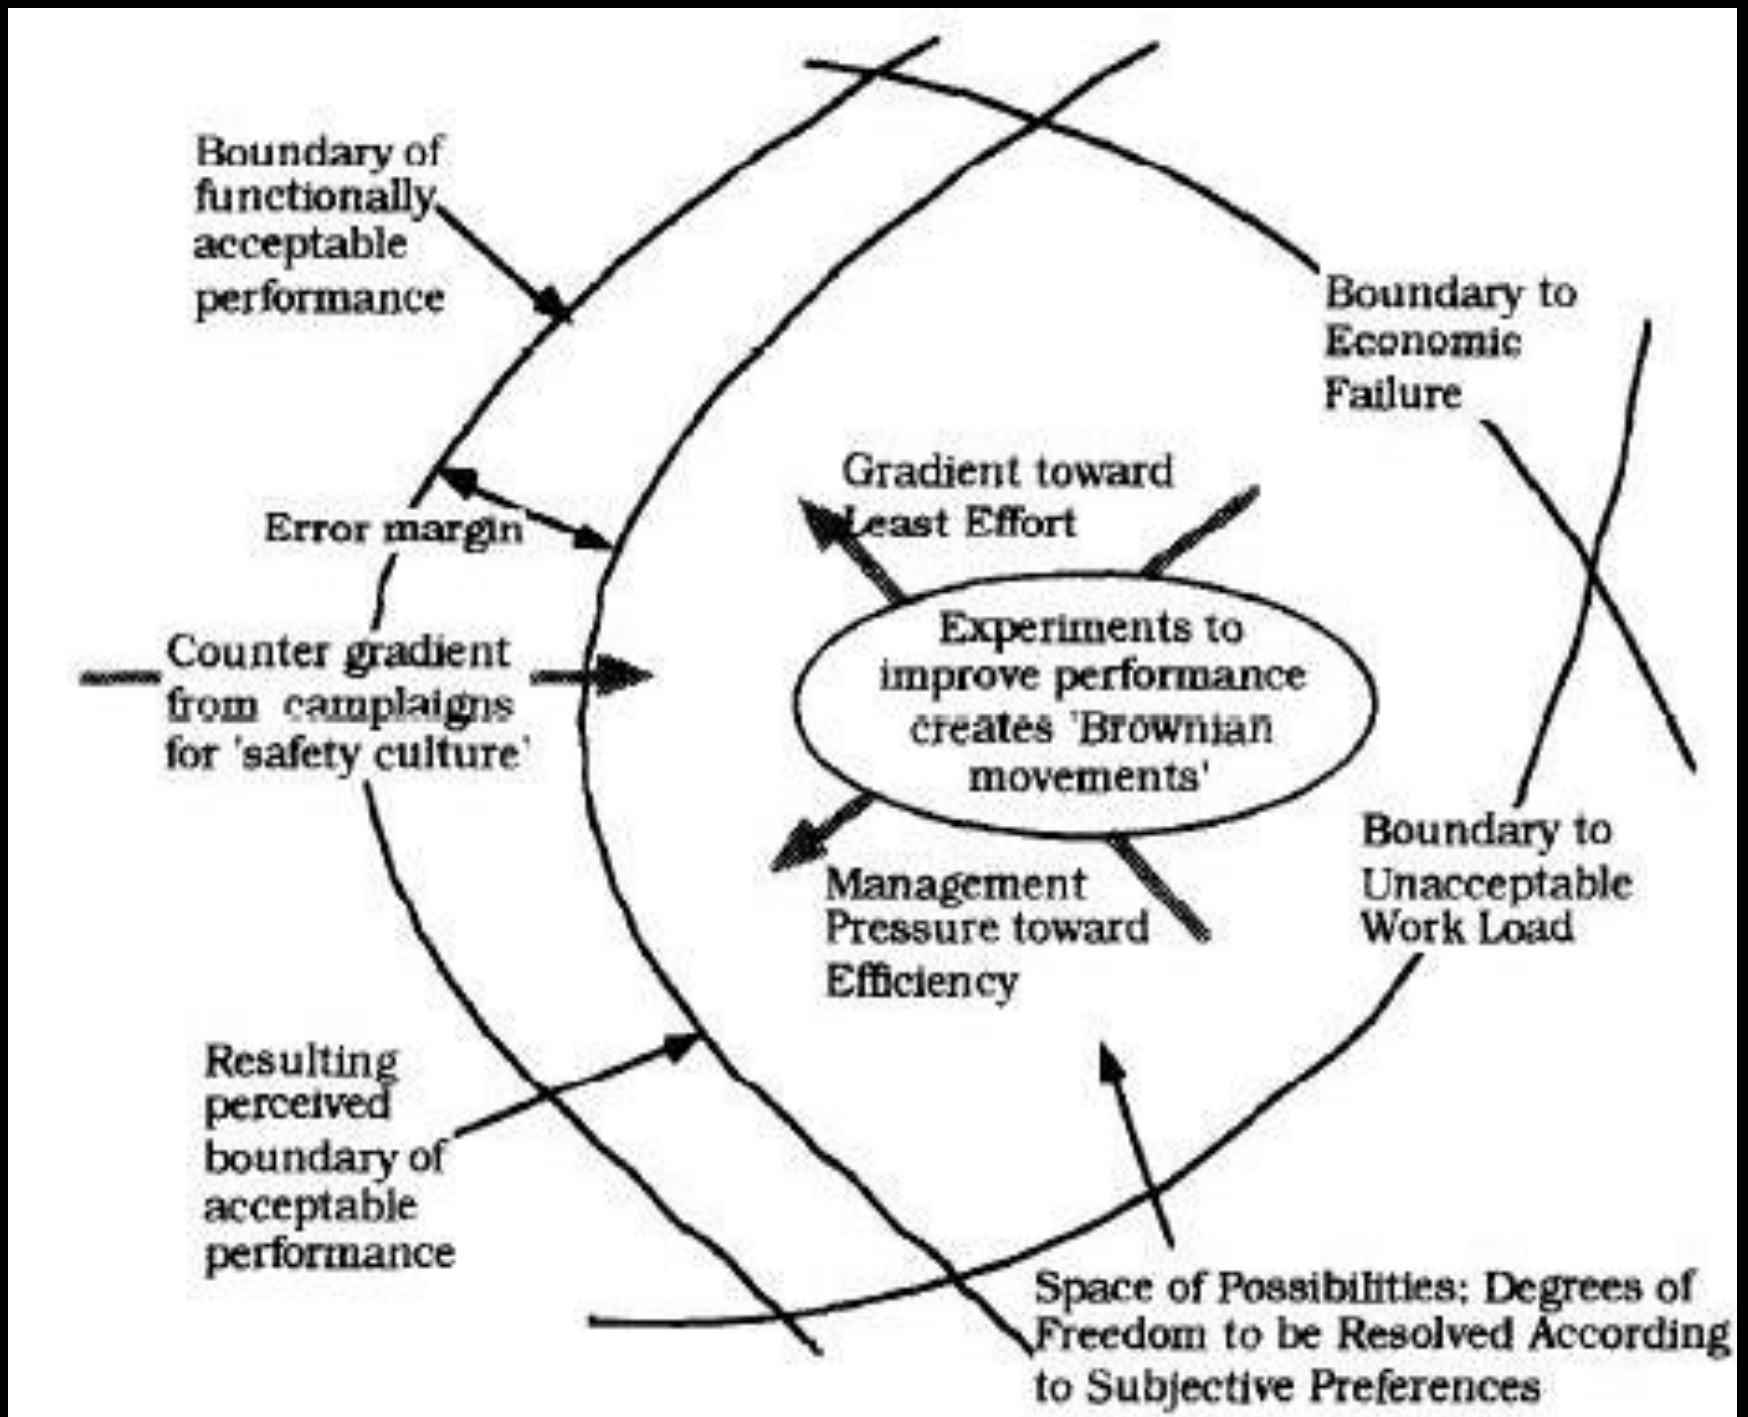 Boundary of
functionally
acceptable
performance
Boundary to
Economic
Failure
Gradient toward
Least Effort
Error margin
Experiments to
improve performance
creates 'Brownian
movements'
Counter gradient
from camplaigns
for 'safety culture'
Boundary to
Unacceptable
Work Load
Management
Pressure toward
Efficiency
Resulting
perceived
boundary of
acceptable
performance
Space of Possibilities; Degrees of
Freedom to be Resolved According
to Subjective Preferences